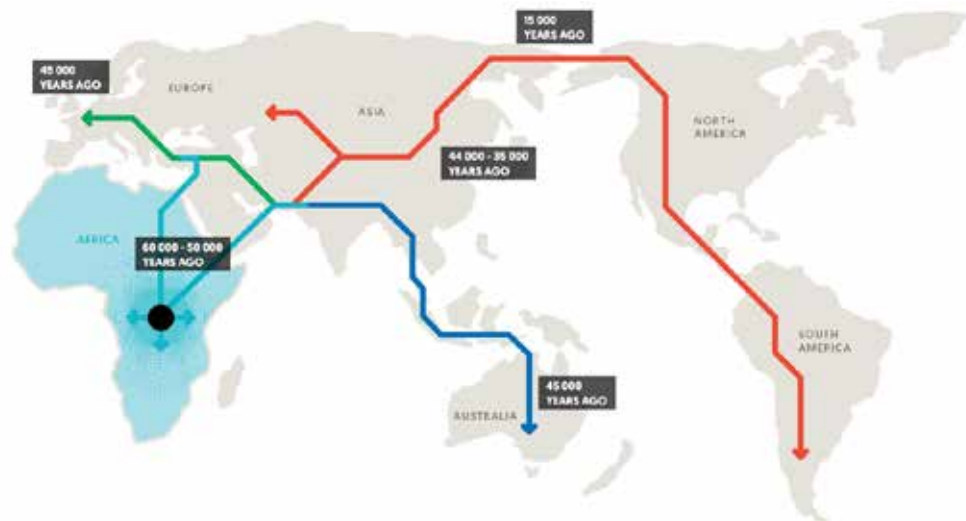 15 000
YEARS AGO
45 000
YEARS AGO
EUROPE
ASIA
NORTH
AMERICA
44 000 - 35 000
YEARS AGO
AFRICA
60 000 - 50 000
YEARS AGO
SOUTH
AMERICA
45 000
YEARS AGO
AUSTRALIA